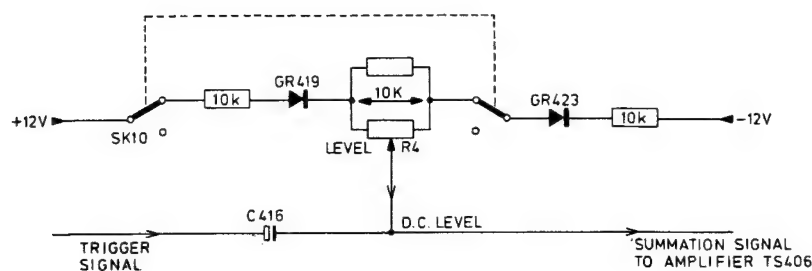 GR419
10k
10K
GR423
+12V
10k
-12V
SK10
LEVEL
R4
C416
D.C. LEVEL
TRIGGER
SIGNAL
SUMMATION SIGNAL
TO AMPLIFIER TS406